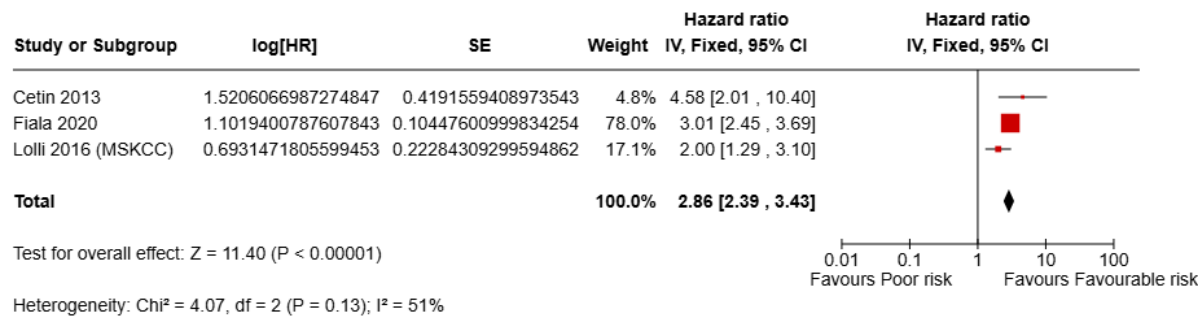 Hazard ratio Hazard ratio
Study or Subgroup log[HR] SE Weight IV, Fixed, 95% CI IV, Fixed, 95% CI
Cetin 2013 1.5206066987274847 0.4191559408973543 4.8% 4.58 [2.01 , 10.40]
Fiala 2020 1.1019400787607843 0.10447600999834254 78.0% 3.01 [2.45 , 3.69]
Lolli 2016 (MSKCC) 0.6931471805599453 0.22284309299594862 17.1% 2.00 [1.29 , 3.10]
Total 100.0% 2.86 [2.39 , 3.43]
Test for overall effect: Z = 11.40 (P < 0.00001)
0.01 0.1 1 10 100
Favours Poor risk Favours Favourable risk
Heterogeneity: Chi² = 4.07, df = 2 (P = 0.13); I² = 51%